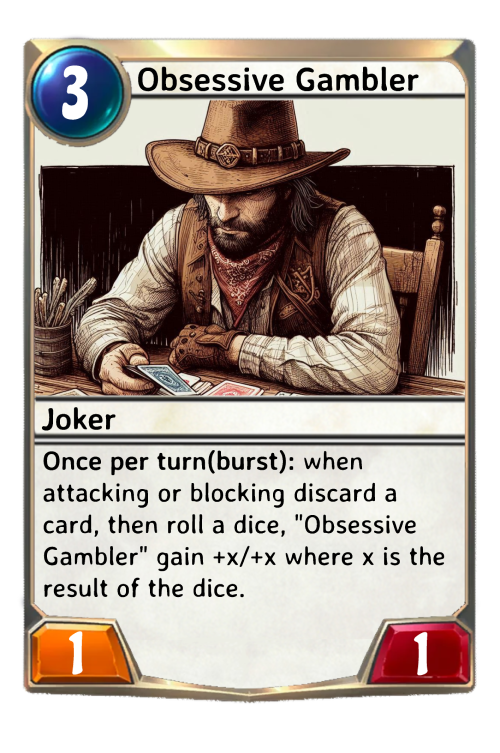 3
Obsessive Gambler
Joker
Once per turn(burst): when
attacking or blocking discard a
card, then roll a dice, "Obsessive
Gambler" gain +x/+x where x is the
result of the dice.
1
1